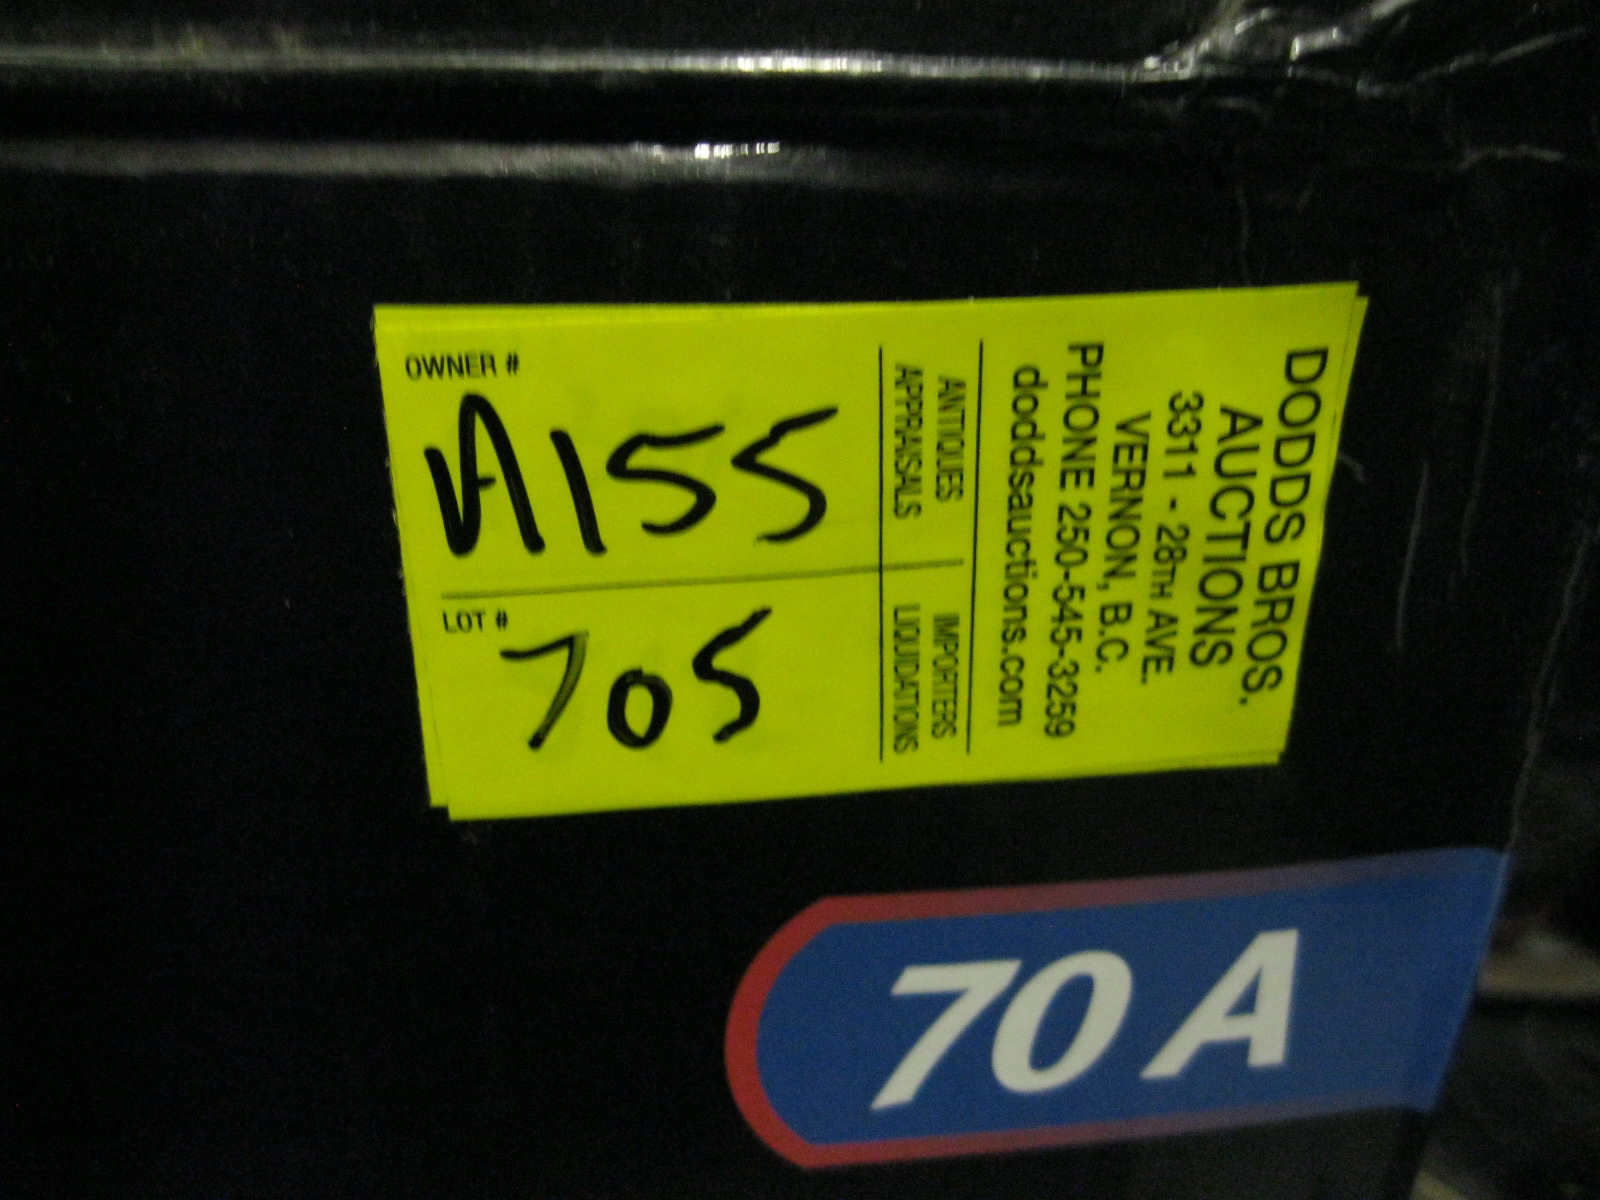 OWNER #
A155
LOT #
705
DODDS BROS.
AUCTIONS
3311 - 28TH AVE.
VERNON, B.C.
PHONE 250-545-3259
doddsauctions.com
ANTIQUES IMPORTERS
APPRAISALS LIQUIDATIONS
70 A